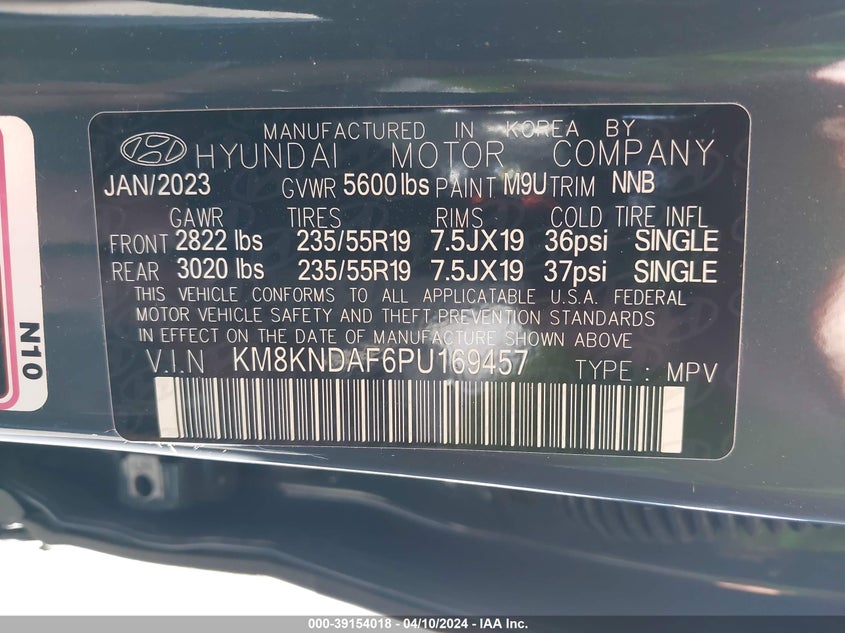 MANUFACTURED IN KOREA BY
HYUNDAI MOTOR COMPANY
JAN/2023 GVWR 5600lbs PAINT M9U TRIM NNB
GAWR TIRES RIMS COLD TIRE INFL
FRONT 2822 lbs 235/55R19 7.5JX19 36psi SINGLE
REAR 3020 lbs 235/55R19 7.5JX19 37psi SINGLE
THIS VEHICLE CONFORMS TO ALL APPLICATABLE U.S.A. FEDERAL
MOTOR VEHICLE SAFETY AND THEFT PREVENTION STANDARDS
IN EFFECT ON THE DATE OF MANUFACTURE SHOWN ABOVE
V.I.N KM8KNDAF6PU169457 TYPE : MPV
N10
000-39154018 - 04/10/2024 - IAA Inc.